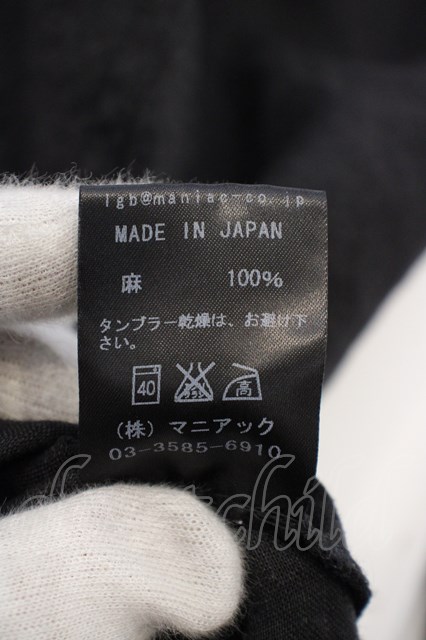 lgb@maniac-co.jp
MADE IN JAPAN
麻 100%
タンブラー乾燥は、お避け下
さい。
40 高
(株) マニアック
03-3585-6910